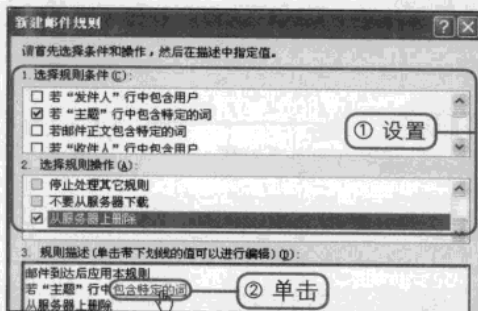 新建邮件规则
请首先选择条件和操作，然后在描述中指定值。
1.选择规则条件(C):
若“发件人”行中包含用户
若“主题”行中包含特定的词
若邮件正文包含特定的词
若“收件人”行中包含用户
① 设置
2. 选择规则操作(A):
停止处理其它规则
不要从服务器下载
从服务器上删除
3. 规则描述(单击带下划线的值可以进行编辑)(D):
邮件到达后应用本规则
若“主题”行中包含特定的词
② 单击
从服务器上删除